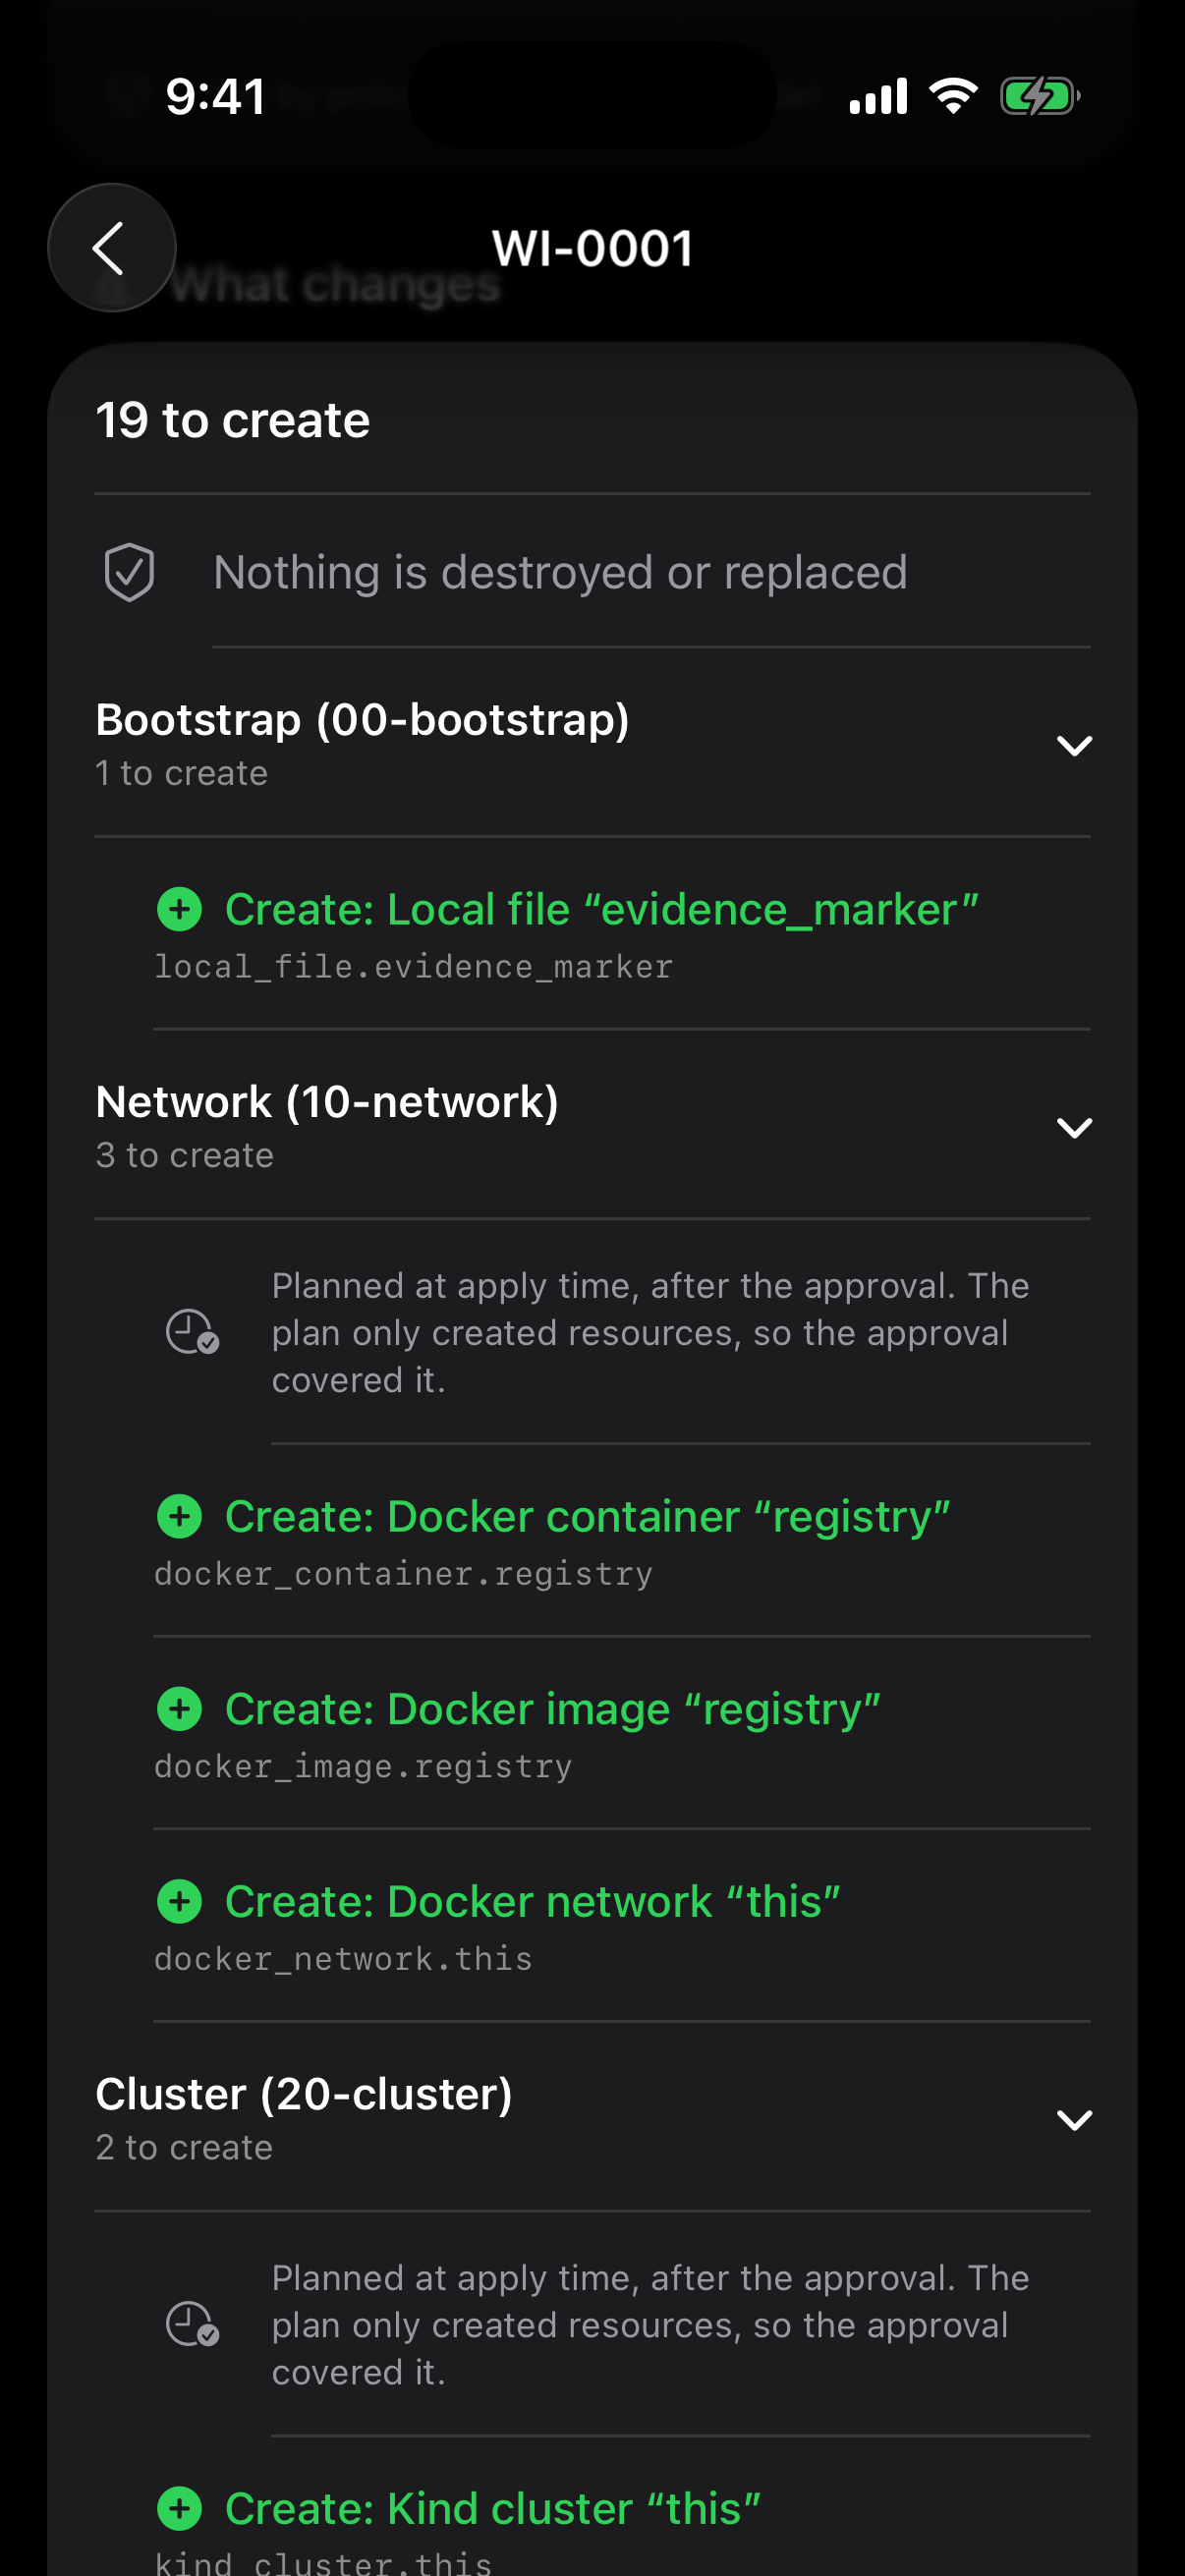 9:41
WI-0001
What changes
19 to create
Nothing is destroyed or replaced
Bootstrap (00-bootstrap)
1 to create
Create: Local file “evidence_marker”
local_file.evidence_marker
Network (10-network)
3 to create
Planned at apply time, after the approval. The
plan only created resources, so the approval
covered it.
Create: Docker container “registry”
docker_container.registry
Create: Docker image “registry”
docker_image.registry
Create: Docker network “this”
docker_network.this
Cluster (20-cluster)
2 to create
Planned at apply time, after the approval. The
plan only created resources, so the approval
covered it.
Create: Kind cluster “this”
kind_cluster.this